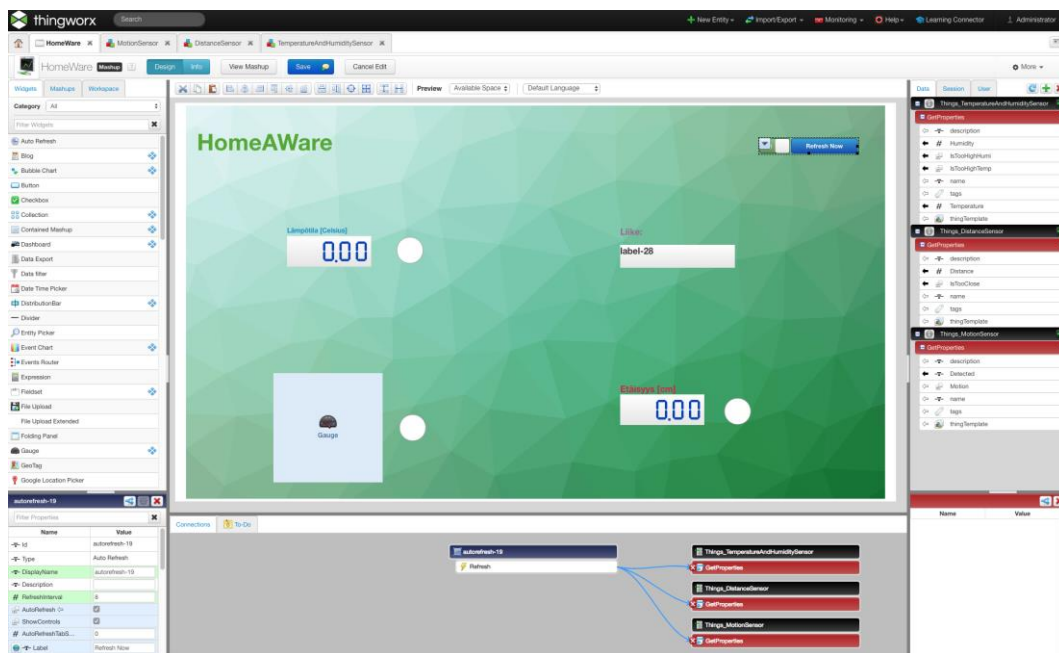 thingworx
Search
New Entity
Import/Export
Monitoring
Help
Learning Connector
Administrator
HomeWare
MotionSensor
DistanceSensor
TemperatureAndHumiditySensor
HomeWare
Mashup
Design
Info
View Mashup
Save
Cancel Edit
More
Widgets
Mashups
Workspace
Preview
Available Space
Default Language
Data
Session
User
Category
All
Filter Widgets
Auto Refresh
Blog
Bubble Chart
Button
Checkbox
Collection
Contained Mashup
Dashboard
Data Export
Data filter
Date Time Picker
DistributionBar
Divider
Entity Picker
Event Chart
Events Router
Expression
Fieldset
File Upload
File Upload Extended
Folding Panel
Gauge
GeoTag
Google Location Picker
HomeAWare
Refresh Now
Lämpötila [Celsius]
0.00
Liike:
label-28
Gauge
Etäisyys [cm]
0.00
Things_TemperatureAndHumiditySensor
GetProperties
description
# Humidity
IsTooHighHumi
IsTooHighTemp
name
tags
# Temperature
thingTemplate
Things_DistanceSensor
GetProperties
description
# Distance
IsTooClose
name
tags
thingTemplate
Things_MotionSensor
GetProperties
description
Detected
Motion
name
tags
thingTemplate
autorefresh-19
Filter Properties
Name Value
Id autorefresh-19
Type Auto Refresh
DisplayName autorefresh-19
Description
# RefreshInterval
AutoRefresh
ShowControls
# AutoRefreshTabS... 0
Label Refresh Now
Connections
To-Do
autorefresh-19
Refresh
Things_TemperatureAndHumiditySensor
GetProperties
Things_DistanceSensor
GetProperties
Things_MotionSensor
GetProperties
Name Value